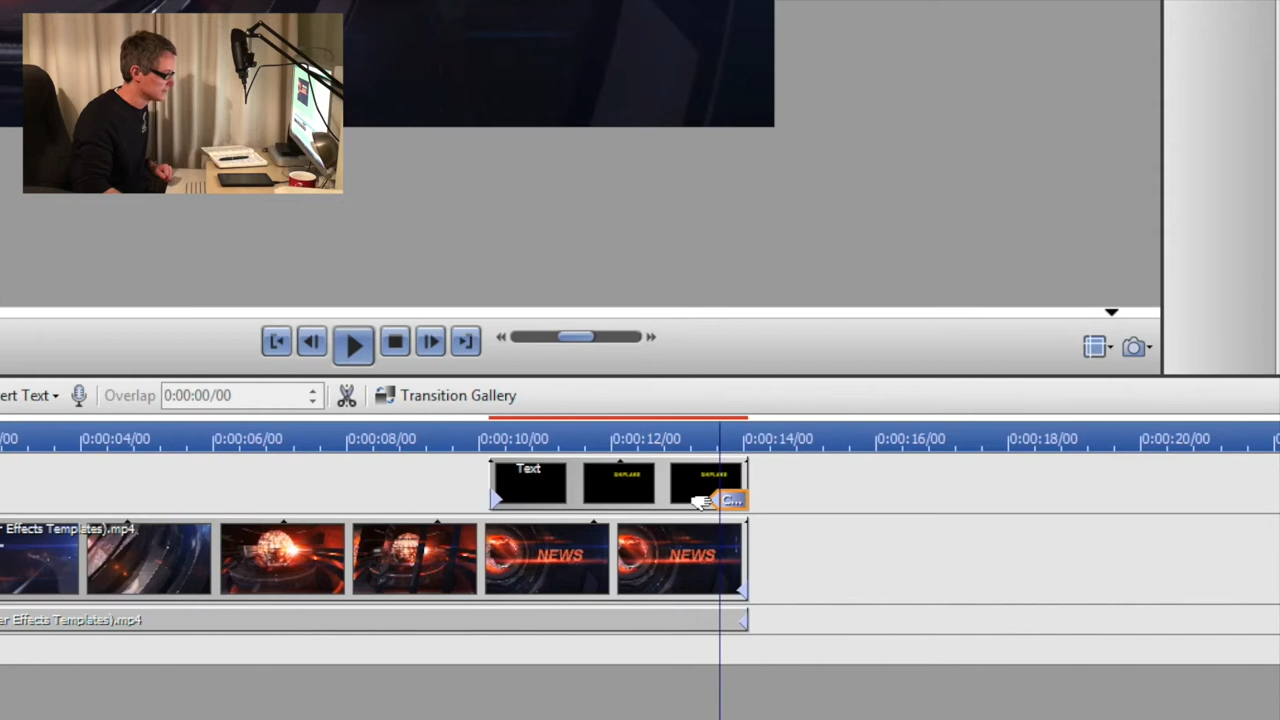 ert Text
Overlap
0:00:00/00
Transition Gallery
/00
0:00:04/00
0:00:06/00
0:00:08/00
0:00:10/00
0:00:12/00
0:00:14/00
0:00:16/00
0:00:18/00
0:00:20/00
Text
C...
er Effects Templates).mp4
NEWS
NEWS
er Effects Templates).mp4